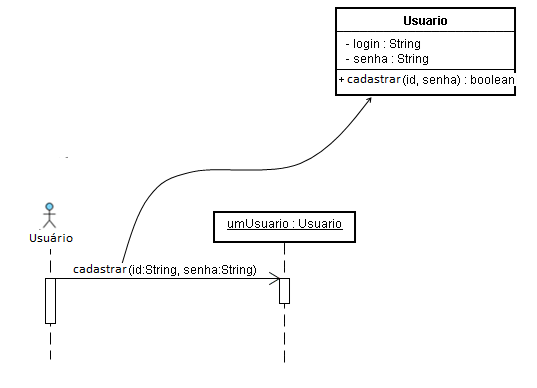 Usuario
- login : String
- senha : String
+ cadastrar(id, senha) : boolean
Usuário
umUsuario : Usuario
cadastrar(id:String, senha:String)